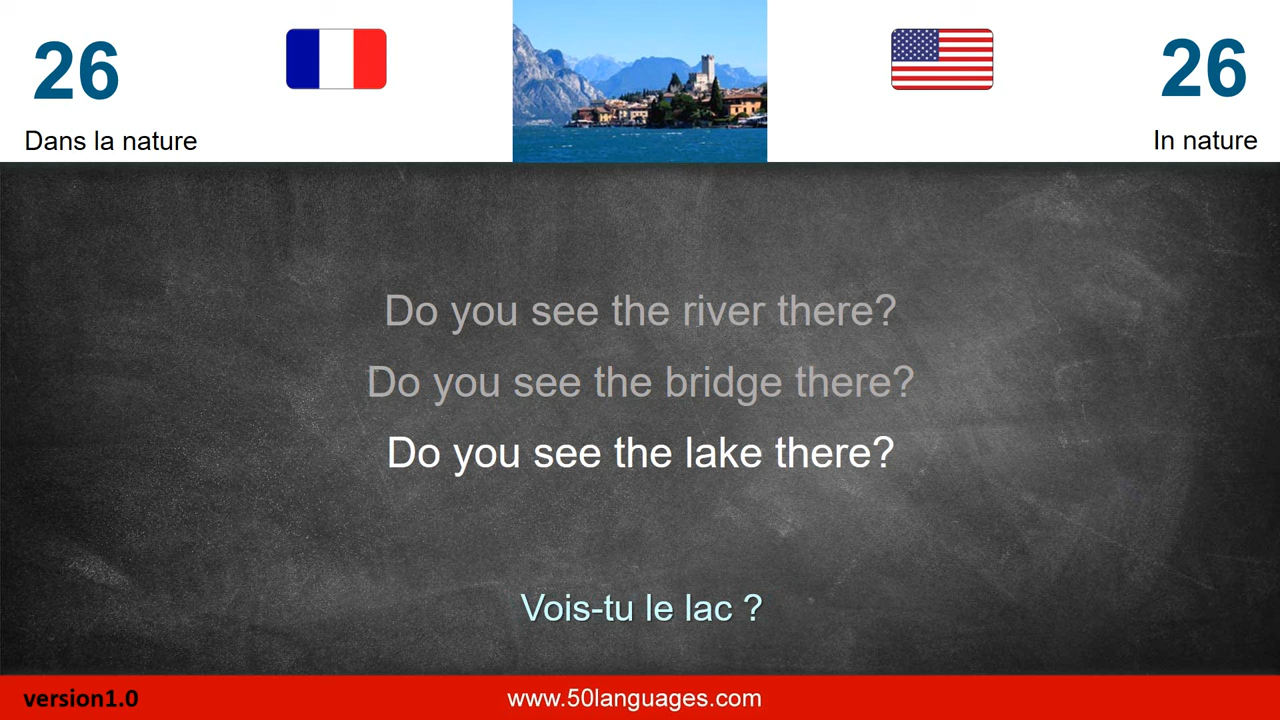 26
Dans la nature
26
In nature
Do you see the river there?
Do you see the bridge there?
Do you see the lake there?
Vois-tu le lac ?
version1.0
www.50languages.com